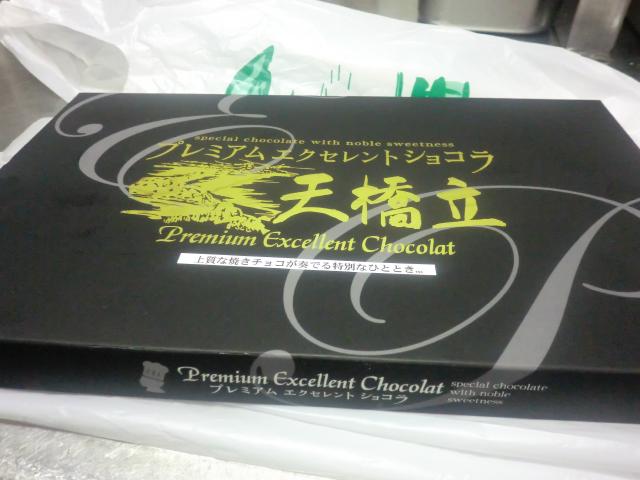 special chocolate with noble sweetness
プレミアム エクセレントショコラ
天橋立
Premium Excellent Chocolat
上質な焼きチョコが奏でる特別なひととき...
Premium Excellent Chocolat
プレミアム エクセレント ショコラ
special chocolate
with noble
sweetness